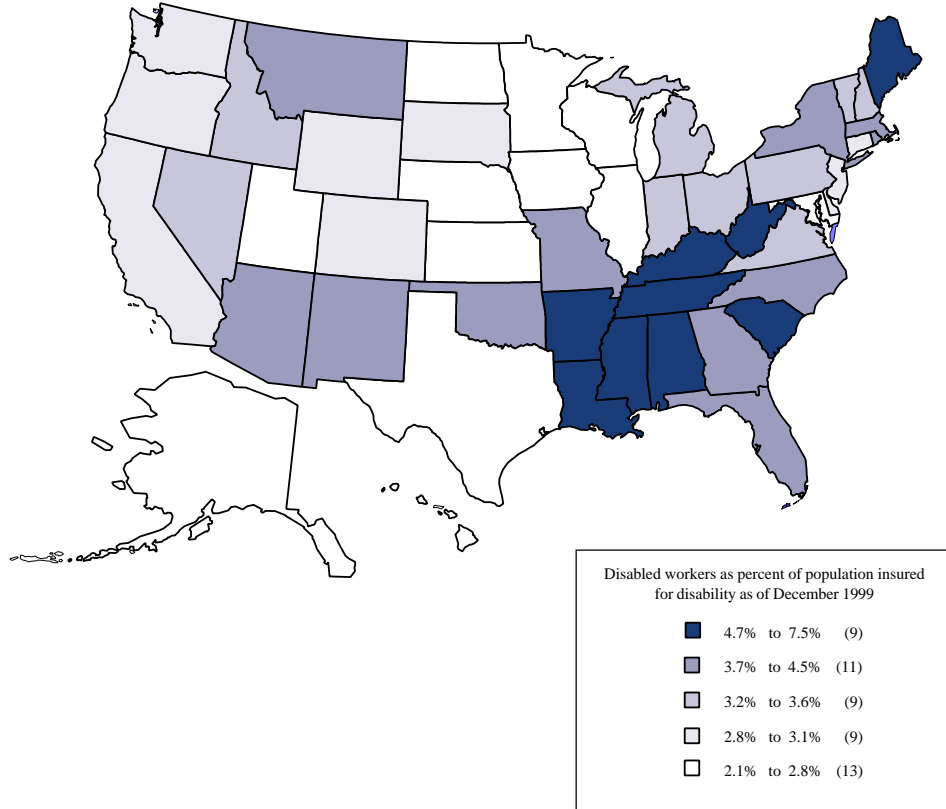 Disabled workers as percent of population insured
for disability as of December 1999
4.7% to 7.5% (9)
3.7% to 4.5% (11)
3.2% to 3.6% (9)
2.8% to 3.1% (9)
2.1% to 2.8% (13)